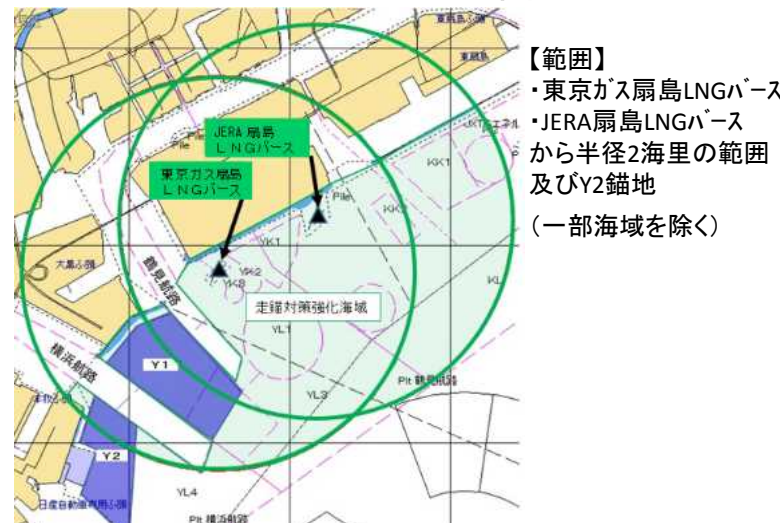 【範囲】
・東京ガス扇島LNGバース
・JERA扇島LNGバース
から半径2海里の範囲
及びY2錨地
(一部海域を除く)
東扇島
JERA 扇島
LNGバース
東京ガス扇島
LNGバース
Pile
Pile
KK1
YK1
YK2
大黒ふ頭
鶴見航路
走錨対策強化海域
KL
YL1
横浜航路
Y1
Plt 鶴見航路
YL3
Y2
YL4
日産自動車専用ふ頭
Plt 横浜航路